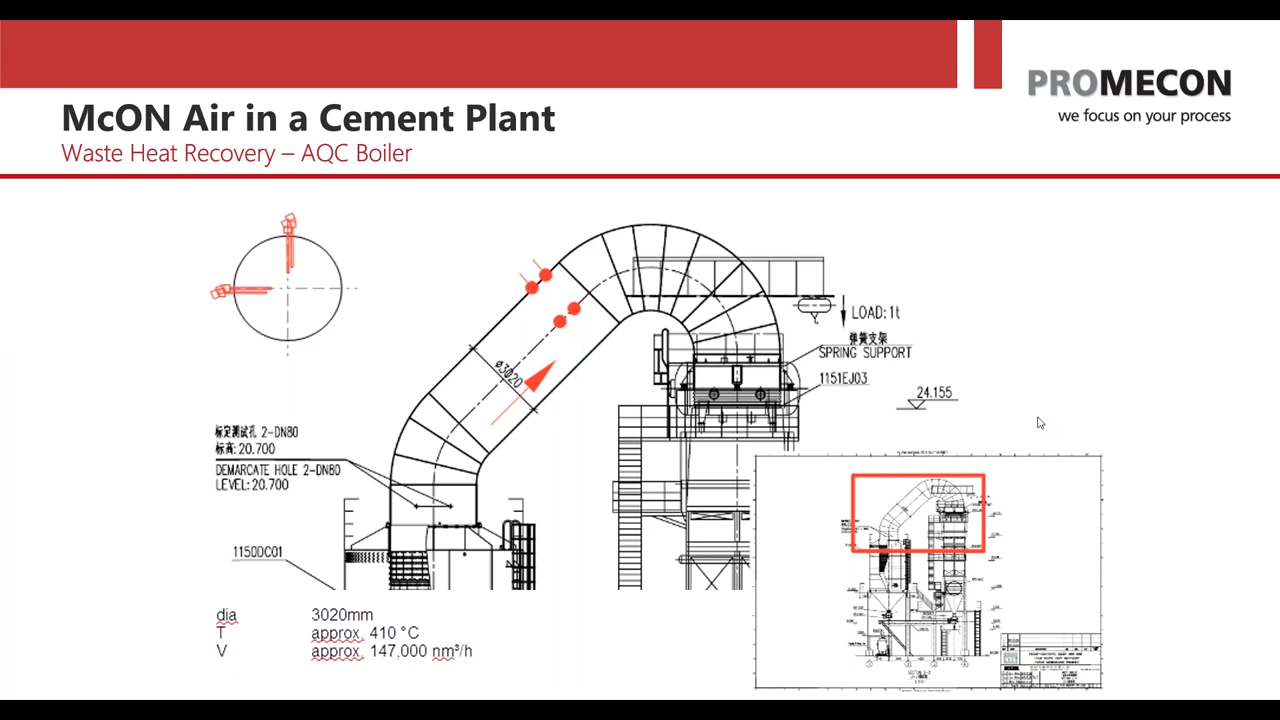 PROMECON
we focus on your process
McON Air in a Cement Plant
Waste Heat Recovery – AQC Boiler
LOAD:1t
弹簧支架
SPRING SUPPORT
1151EJ03
24.155
ø3020
标定测试孔 2-DN80
标高: 20.700
DEMARCATE HOLE 2-DN80
LEVEL: 20.700
1150DC01
dia 3020mm
T approx. 410 °C
V approx. 147,000 nm³/h